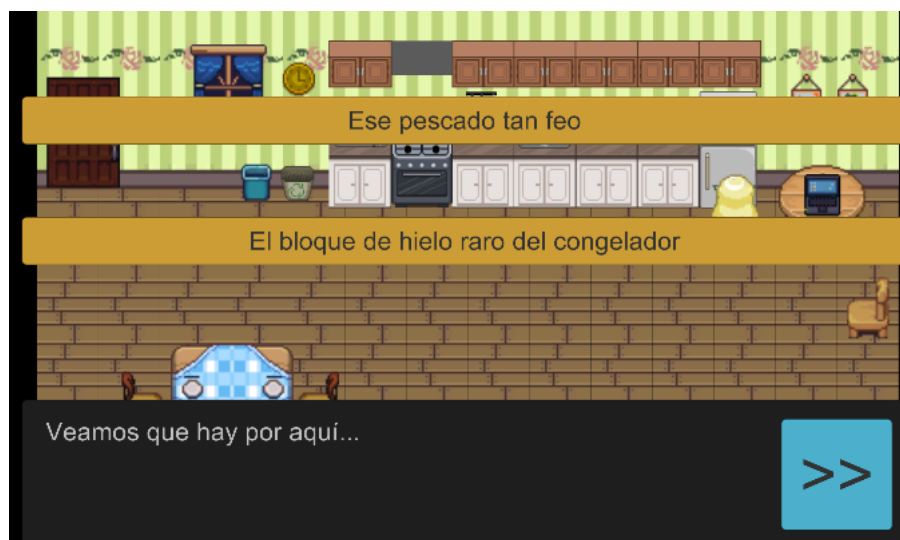 Ese pescado tan feo
El bloque de hielo raro del congelador
Veamos que hay por aquí...
>>